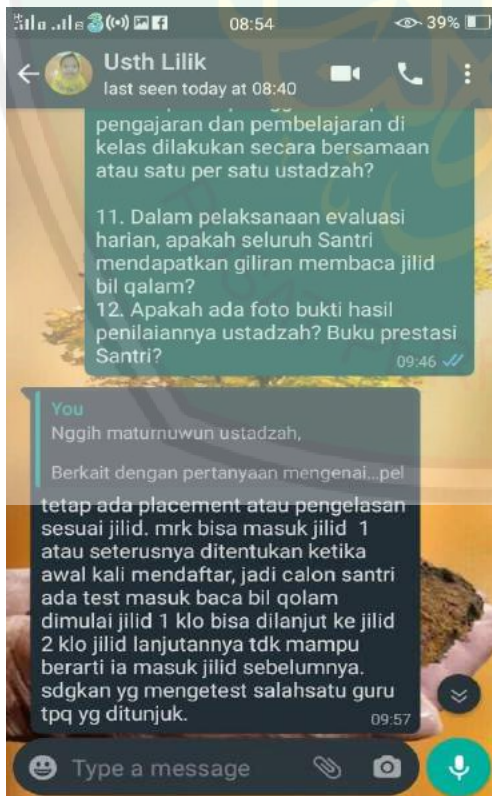 08:54
39%
Usth Lilik
last seen today at 08:40
pengajaran dan pembelajaran di
kelas dilakukan secara bersamaan
atau satu per satu ustadzah?
11. Dalam pelaksanaan evaluasi
harian, apakah seluruh Santri
mendapatkan giliran membaca jilid
bil qalam?
12. Apakah ada foto bukti hasil
penilaiannya ustadzah? Buku prestasi
Santri?
09:46
You
Nggih maturnuwun ustadzah,
Berkait dengan pertanyaan mengenai...pel
tetap ada placement atau pengelasan
sesuai jilid. mrk bisa masuk jilid 1
atau seterusnya ditentukan ketika
awal kali mendaftar, jadi calon santri
ada test masuk baca bil qolam
dimulai jilid 1 klo bisa dilanjut ke jilid
2 klo jilid lanjutannya tdk mampu
berarti ia masuk jilid sebelumnya.
sdgkan yg mengetest salahsatu guru
tpq yg ditunjuk.
09:57
Type a message